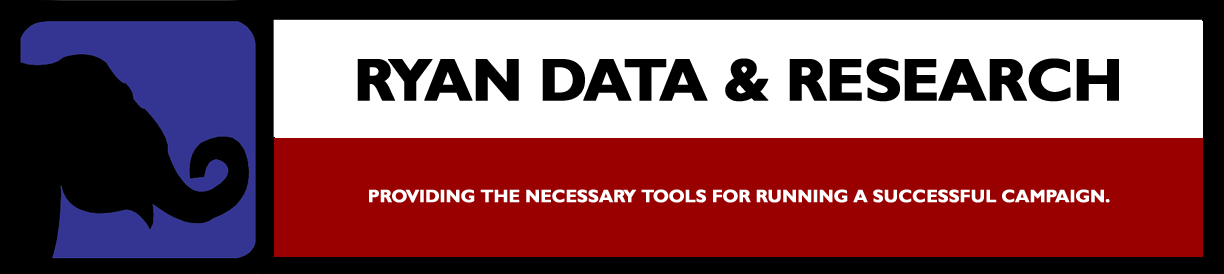 RYAN DATA & RESEARCH
PROVIDING THE NECESSARY TOOLS FOR RUNNING A SUCCESSFUL CAMPAIGN.